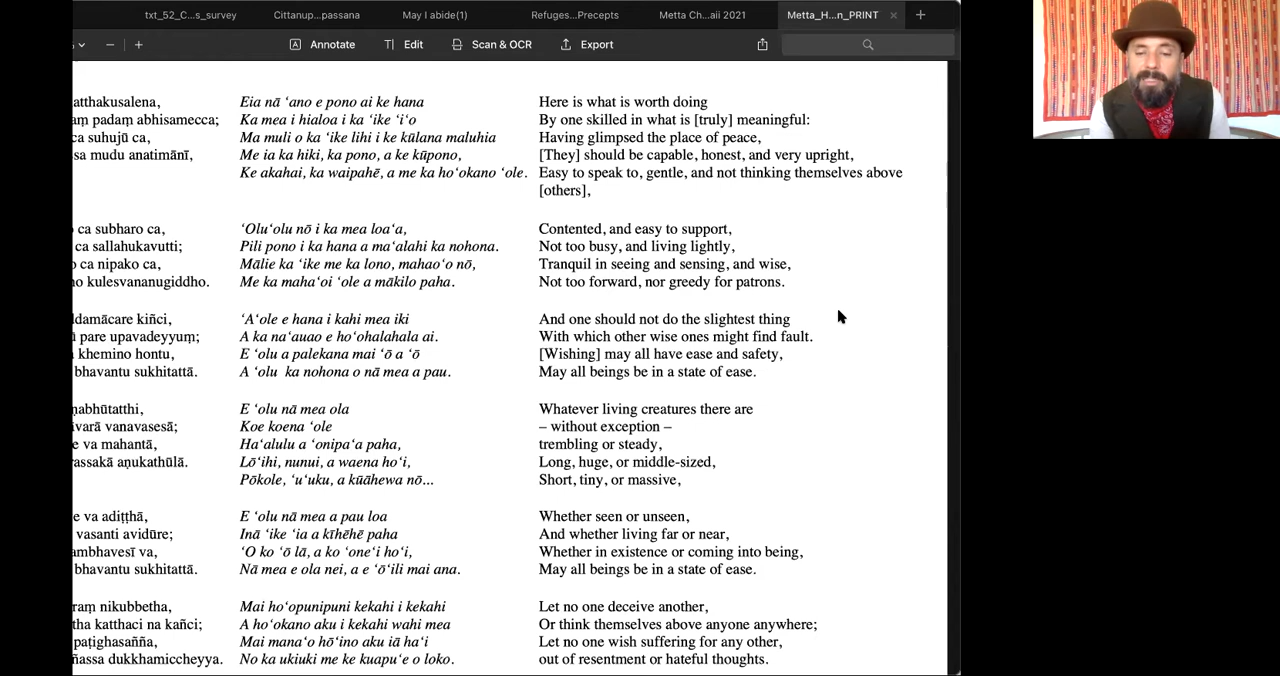 txt_52_C...s_survey Cittanup...passana May I abide(1) Refuges...Precepts Metta Ch...aii 2021 Metta_H...n_PRINT
Annotate Edit Scan & OCR Export
atthakusalena, Eia nā ʻano e pono ai ke hana Here is what is worth doing
aṃ padaṃ abhisamecca; Ka mea i hialoa i ka ʻike ʻiʻo By one skilled in what is [truly] meaningful:
ca suhujū ca, Ma muli o ka ʻike lihi i ke kūlana maluhia Having glimpsed the place of peace,
sa mudu anatimānī, Me ia ka hiki, ka pono, a ke kūpono, [They] should be capable, honest, and very upright,
Ke akahai, ka waipahē, a me ka hoʻokano ʻole. Easy to speak to, gentle, and not thinking themselves above
[others],
o ca subharo ca, ʻOluʻolu nō i ka mea loaʻa, Contented, and easy to support,
ca sallahukavutti; Pili pono i ka hana a maʻalahi ka nohona. Not too busy, and living lightly,
o ca nipako ca, Mālie ka ʻike me ka lono, mahaoʻo nō, Tranquil in seeing and sensing, and wise,
ho kulesvananugiddho. Me ka mahaʻoi ʻole a mākilo paha. Not too forward, nor greedy for patrons.
ddamācare kiñci, ʻAʻole e hana i kahi mea iki And one should not do the slightest thing
ū pare upavadeyyuṃ; A ka naʻauao e hoʻohalahala ai. With which other wise ones might find fault.
khemino hontu, E ʻolu a palekana mai ʻō a ʻō [Wishing] may all have ease and safety,
bhavantu sukhitattā. A ʻolu ka nohona o nā mea a pau. May all beings be in a state of ease.
ṇabhūtatthi, E ʻolu nā mea ola Whatever living creatures there are
āvarā vanavasesā; Koe koena ʻole – without exception –
e va mahantā, Haʻalulu a ʻonipaʻa paha, trembling or steady,
rassakā aṇukathūlā. Lōʻihi, nunui, a waena hoʻi, Long, huge, or middle-sized,
Pōkole, ʻuʻuku, a kūāhewa nō... Short, tiny, or massive,
e va adiṭṭhā, E ʻolu nā mea a pau loa Whether seen or unseen,
vasanti avidūre; Inā ʻike ʻia a kīhēhē paha And whether living far or near,
ambhavesī va, ʻO ko ʻō lā, a ko ʻoneʻi hoʻi, Whether in existence or coming into being,
bhavantu sukhitattā. Nā mea e ola nei, a e ʻōʻili mai ana. May all beings be in a state of ease.
raṃ nikubbetha, Mai hoʻopunipuni kekahi i kekahi Let no one deceive another,
tha katthaci na kañci; A hoʻokano aku i kekahi wahi mea Or think themselves above anyone anywhere;
paṭighasañña, Mai manaʻo hōʻino aku iā haʻi Let no one wish suffering for any other,
ñassa dukkhamiccheyya. No ka ukiuki me ke kuapuʻe o loko. out of resentment or hateful thoughts.